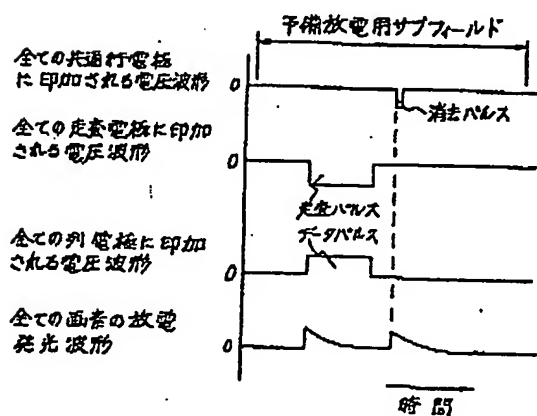 予備放電用サブフィールド
全ての共通行電極
に印加される電圧波形
0
消去パルス
全ての走査電極に印加
される電圧波形
0
走査パルス
データパルス
全ての列電極に印加
される電圧波形
0
全ての画素の放電
発光波形
0
時間